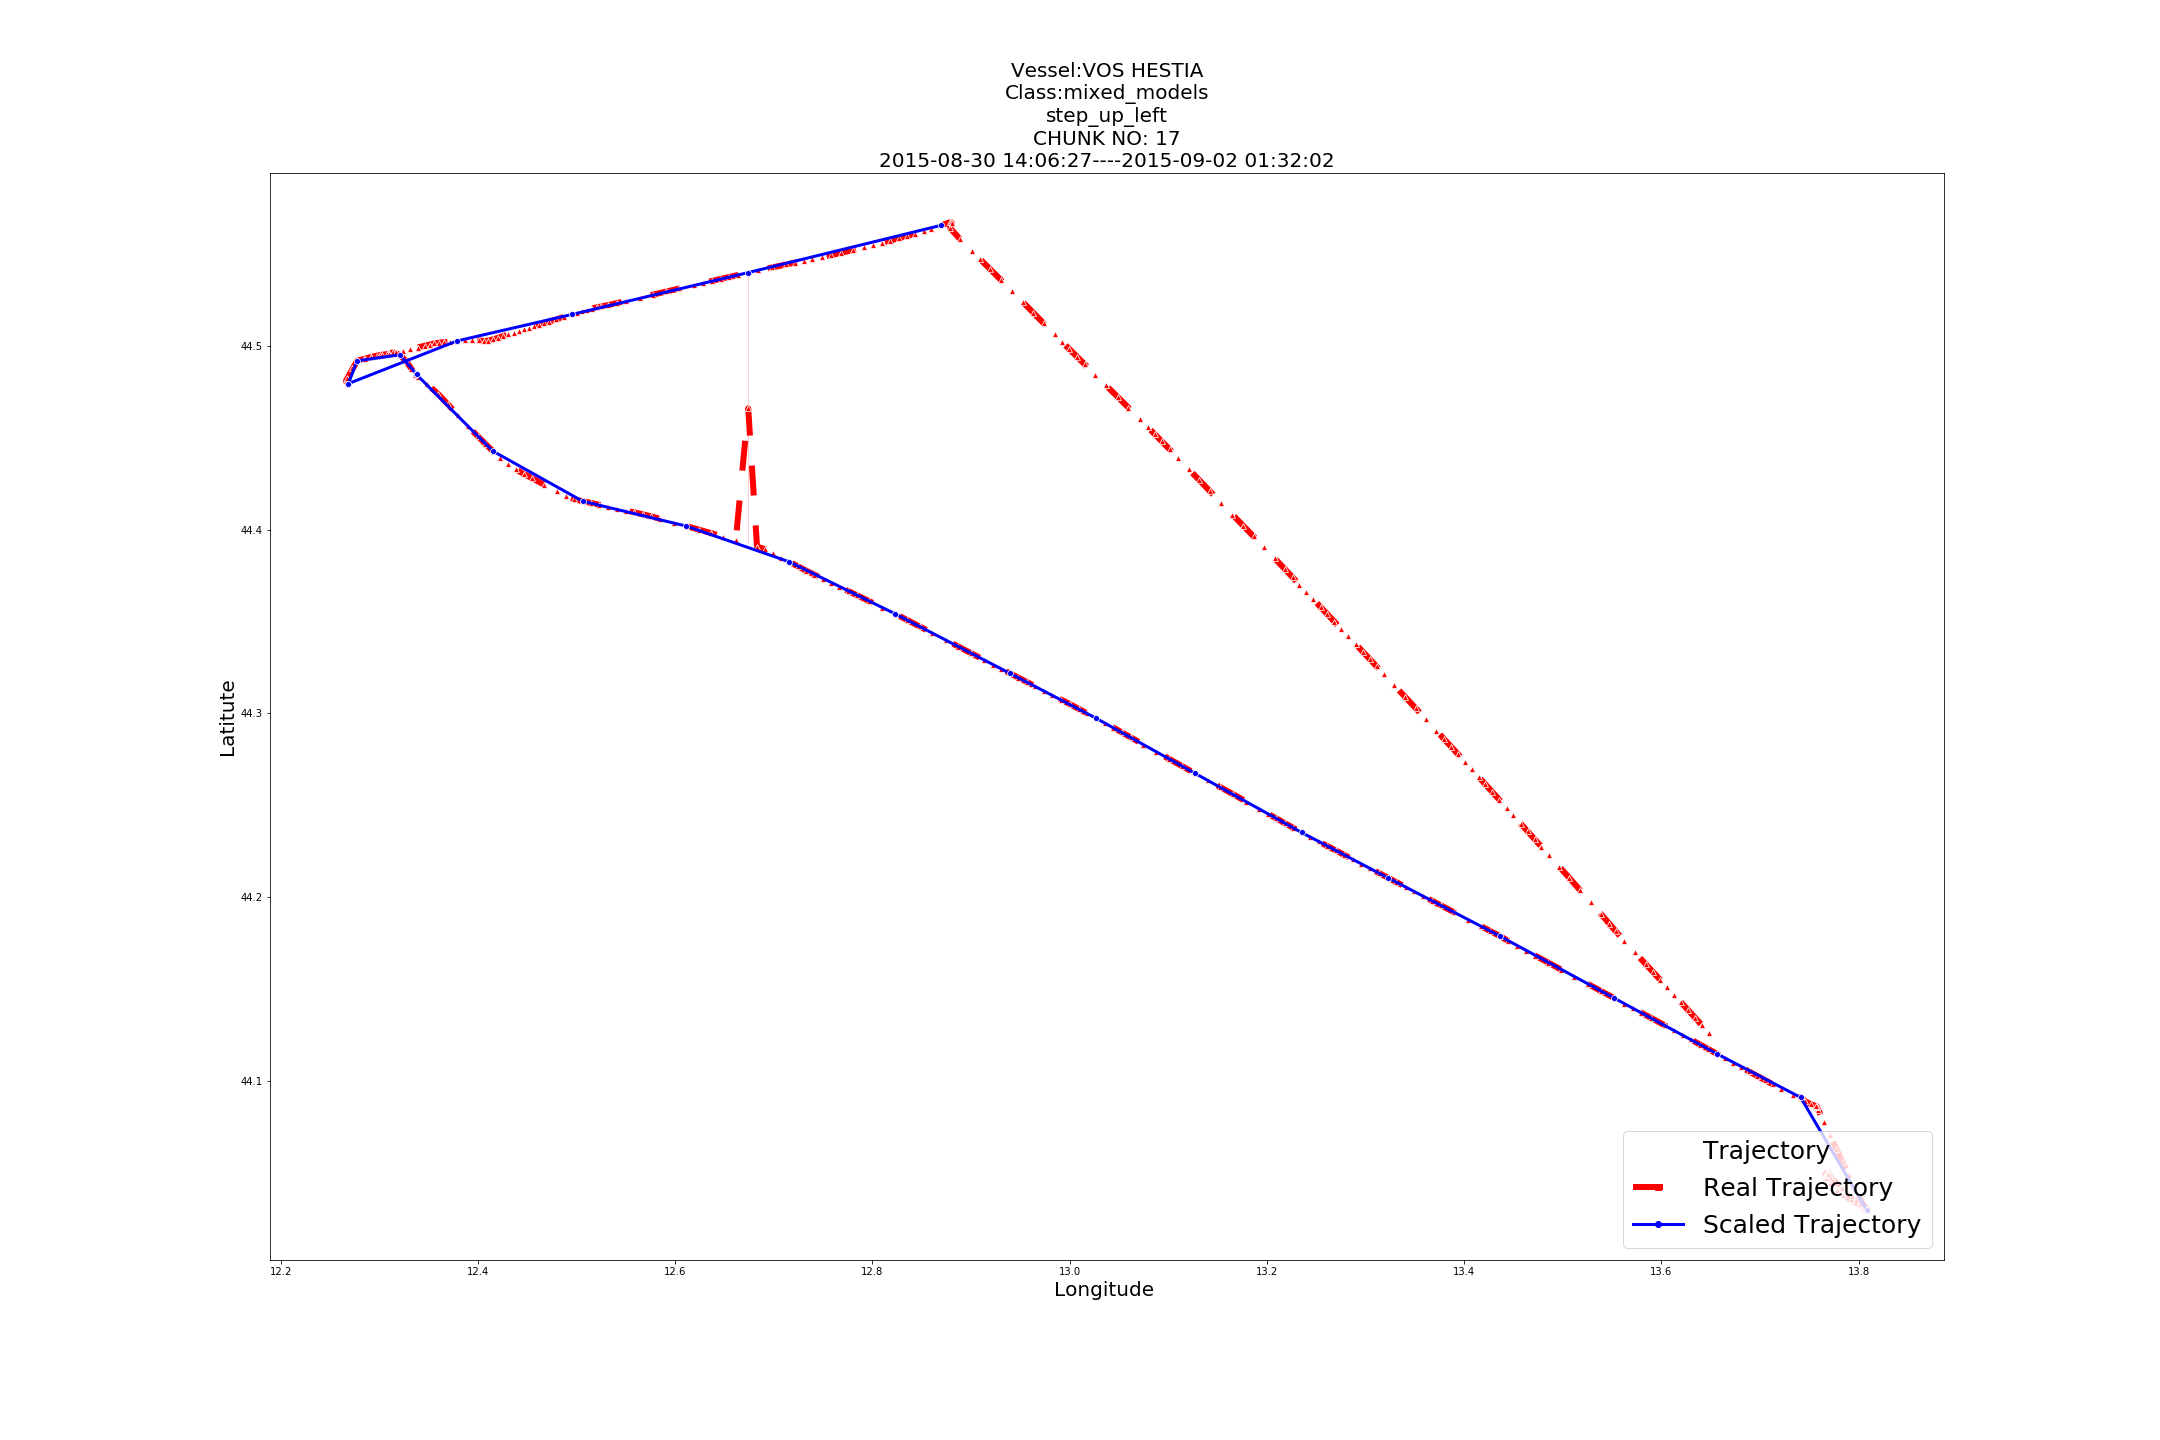 Vessel:VOS HESTIA
Class:mixed_models
step_up_left
CHUNK NO: 17
2015-08-30 14:06:27----2015-09-02 01:32:02
Latitute
44.5
44.4
44.3
44.2
44.1
12.2 12.4 12.6 12.8 13.0 13.2 13.4 13.6 13.8
Longitude
Trajectory
Real Trajectory
Scaled Trajectory